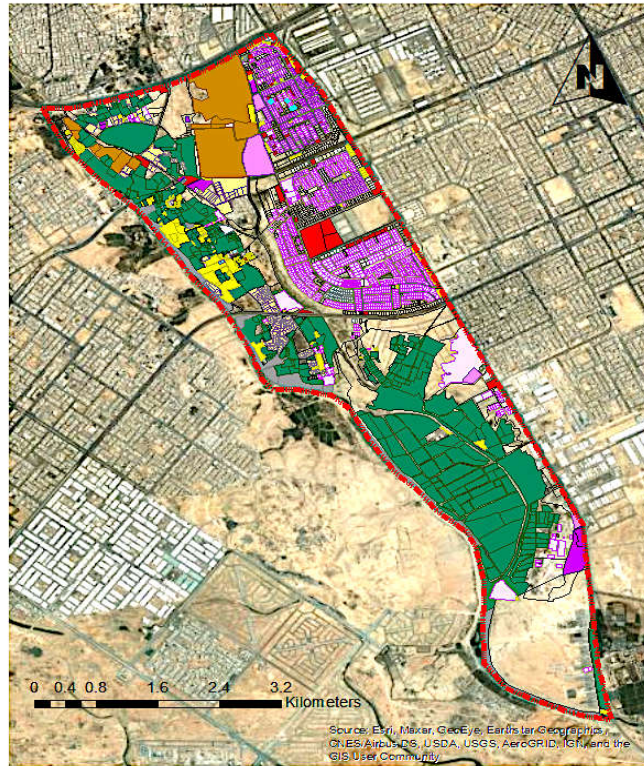 N
0 0.4 0.8 1.6 2.4 3.2
Kilometers
Source: Esri, Maxar, GeoEye, Earthstar Geographics,
CNES/Airbus DS, USDA, USGS, AeroGRID, IGN, and the
GIS User Community